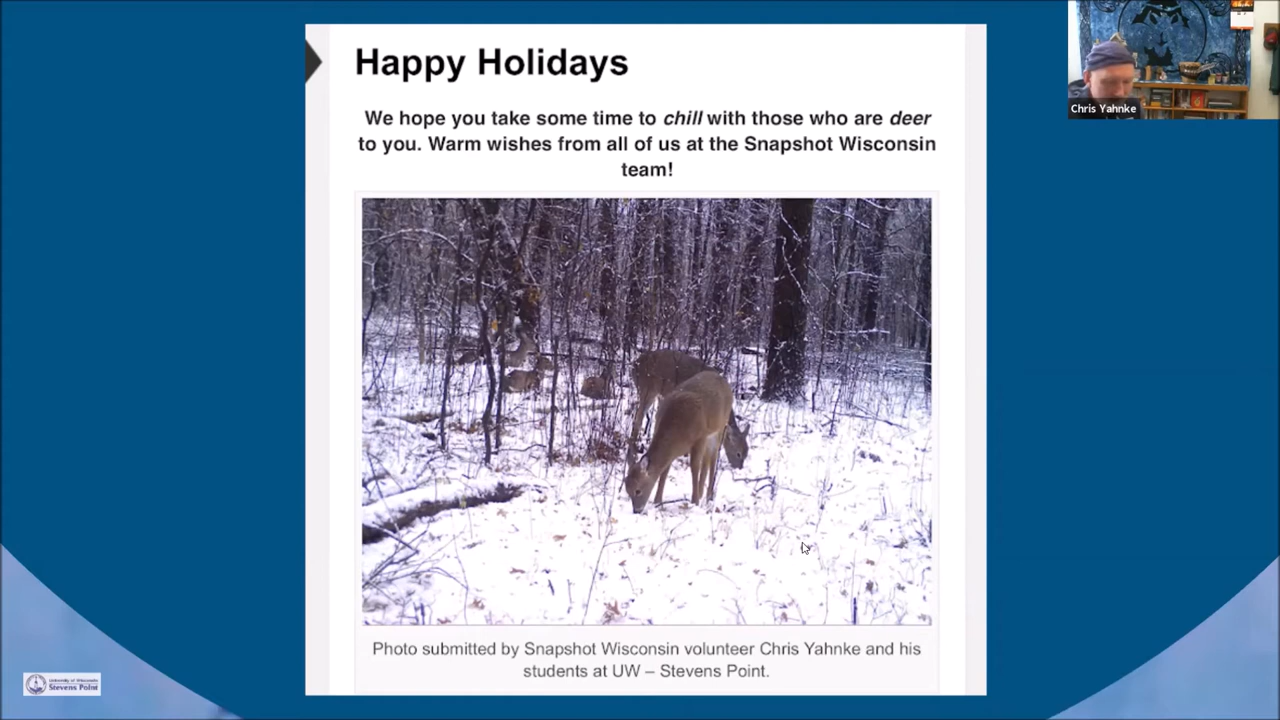 Happy Holidays
We hope you take some time to chill with those who are deer
to you. Warm wishes from all of us at the Snapshot Wisconsin
team!
Chris Yahnke
Photo submitted by Snapshot Wisconsin volunteer Chris Yahnke and his
students at UW – Stevens Point.
University of Wisconsin
Stevens Point